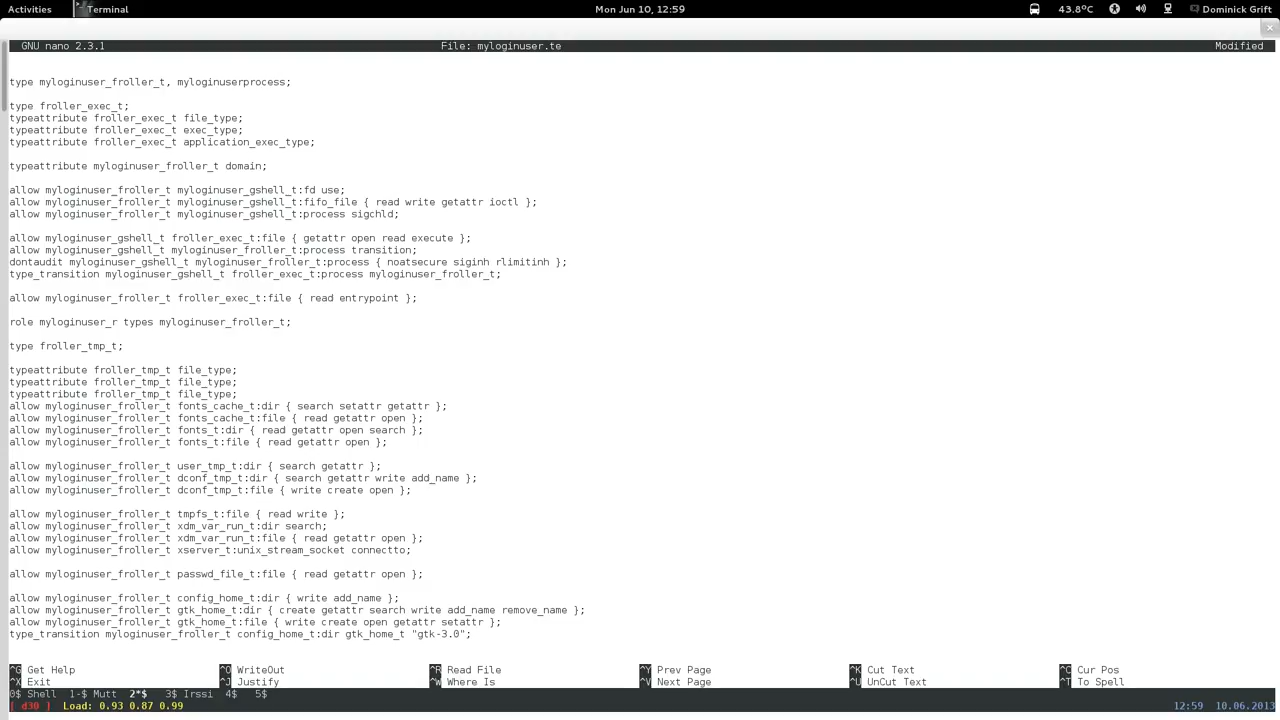 Activities Terminal Mon Jun 10, 12:59 43.8°C Dominick Grift
GNU nano 2.3.1 File: myloginuser.te Modified
type myloginuser_froller_t, myloginuserprocess;
type froller_exec_t;
typeattribute froller_exec_t file_type;
typeattribute froller_exec_t exec_type;
typeattribute froller_exec_t application_exec_type;
typeattribute myloginuser_froller_t domain;
allow myloginuser_froller_t myloginuser_gshell_t:fd use;
allow myloginuser_froller_t myloginuser_gshell_t:fifo_file { read write getattr ioctl };
allow myloginuser_froller_t myloginuser_gshell_t:process sigchld;
allow myloginuser_gshell_t froller_exec_t:file { getattr open read execute };
allow myloginuser_gshell_t myloginuser_froller_t:process transition;
dontaudit myloginuser_gshell_t myloginuser_froller_t:process { noatsecure siginh rlimitinh };
type_transition myloginuser_gshell_t froller_exec_t:process myloginuser_froller_t;
allow myloginuser_froller_t froller_exec_t:file { read entrypoint };
role myloginuser_r types myloginuser_froller_t;
type froller_tmp_t;
typeattribute froller_tmp_t file_type;
typeattribute froller_tmp_t file_type;
typeattribute froller_tmp_t file_type;
allow myloginuser_froller_t fonts_cache_t:dir { search setattr getattr };
allow myloginuser_froller_t fonts_cache_t:file { read getattr open };
allow myloginuser_froller_t fonts_t:dir { read getattr open search };
allow myloginuser_froller_t fonts_t:file { read getattr open };
allow myloginuser_froller_t user_tmp_t:dir { search getattr };
allow myloginuser_froller_t dconf_tmp_t:dir { search getattr write add_name };
allow myloginuser_froller_t dconf_tmp_t:file { write create open };
allow myloginuser_froller_t tmpfs_t:file { read write };
allow myloginuser_froller_t xdm_var_run_t:dir search;
allow myloginuser_froller_t xdm_var_run_t:file { read getattr open };
allow myloginuser_froller_t xserver_t:unix_stream_socket connectto;
allow myloginuser_froller_t passwd_file_t:file { read getattr open };
allow myloginuser_froller_t config_home_t:dir { write add_name };
allow myloginuser_froller_t gtk_home_t:dir { create getattr search write add_name remove_name };
allow myloginuser_froller_t gtk_home_t:file { write create open getattr setattr };
type_transition myloginuser_froller_t config_home_t:dir gtk_home_t "gtk-3.0";
^G Get Help ^O WriteOut ^R Read File ^Y Prev Page ^K Cut Text ^C Cur Pos
^X Exit ^J Justify ^W Where Is ^V Next Page ^U UnCut Text ^T To Spell
0$ Shell 1-$ Mutt 2*$ 3$ Irssi 4$ 5$
[ d30 ] Load: 0.93 0.87 0.99 12:59 10.06.2013